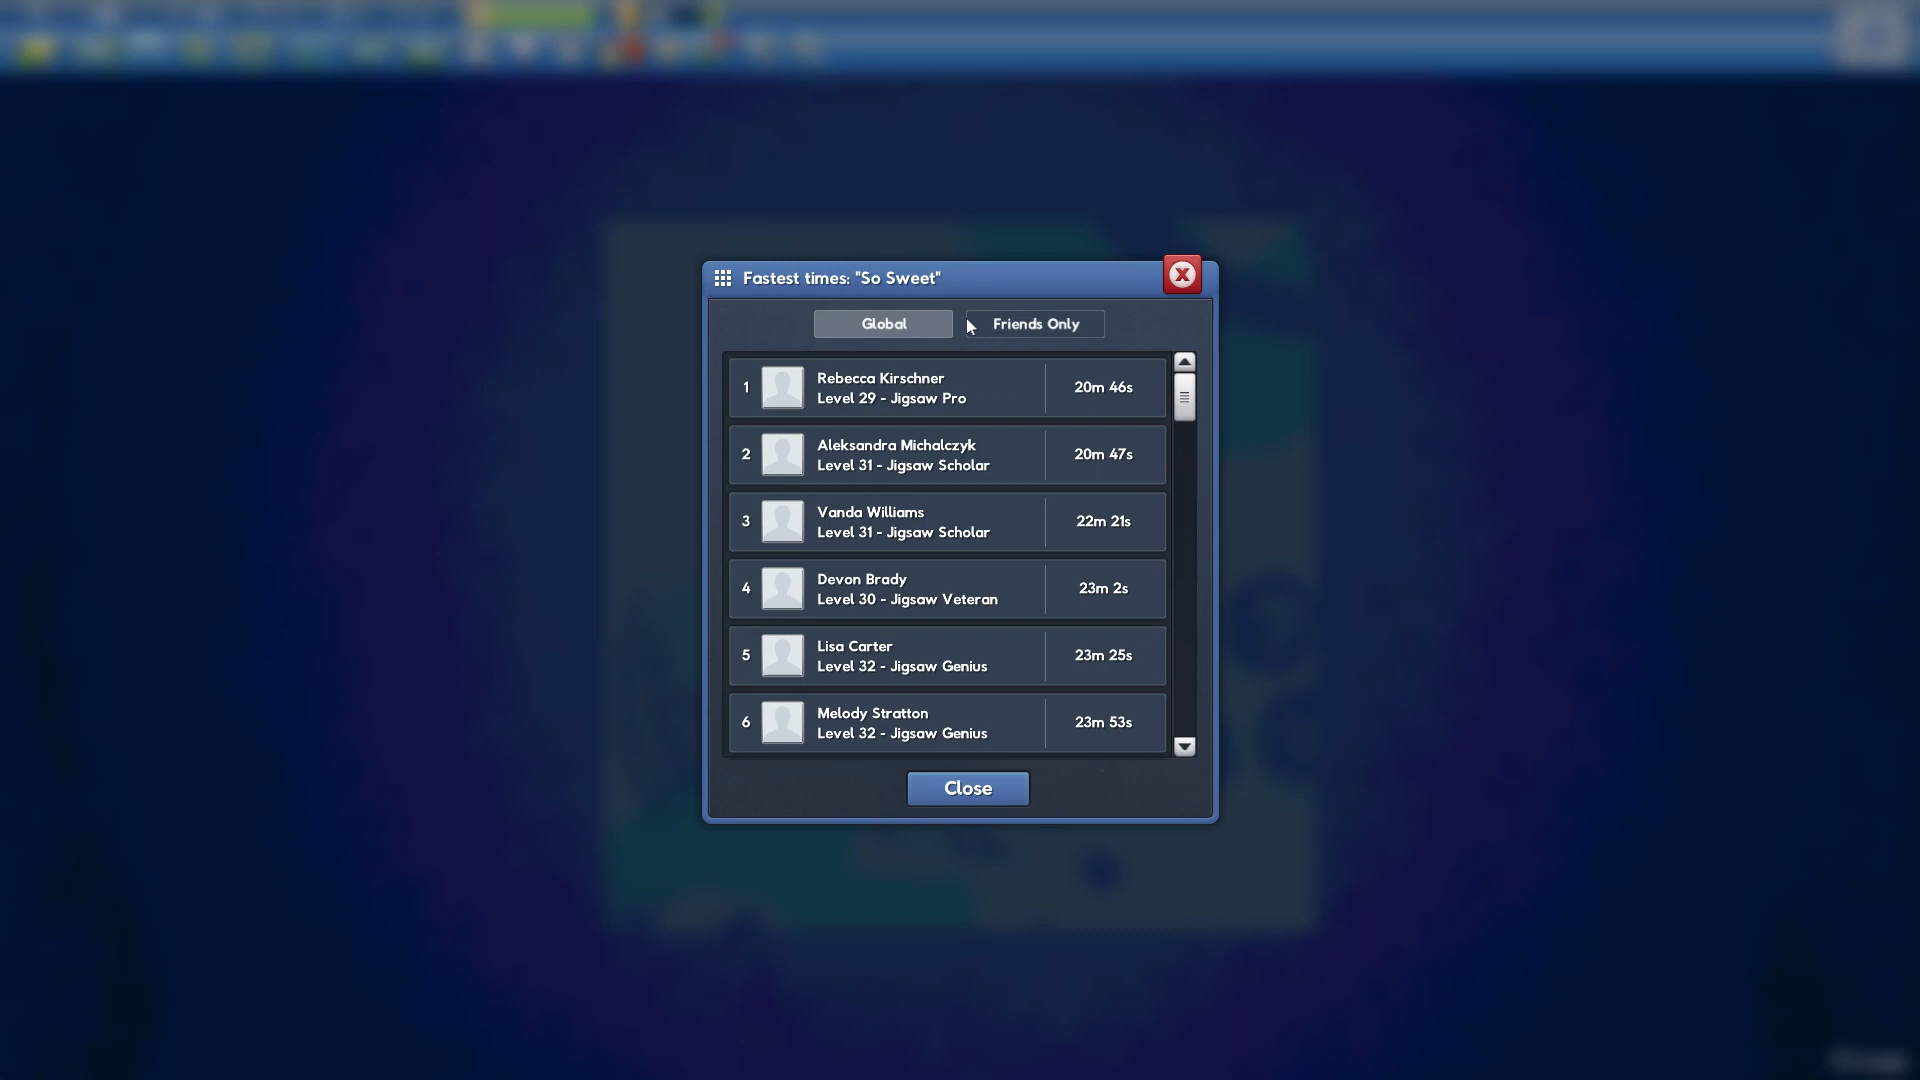 Fastest times: "So Sweet"
Global
Friends Only
1
Rebecca Kirschner
Level 29 - Jigsaw Pro
20m 46s
2
Aleksandra Michalczyk
Level 31 - Jigsaw Scholar
20m 47s
3
Vanda Williams
Level 31 - Jigsaw Scholar
22m 21s
4
Devon Brady
Level 30 - Jigsaw Veteran
23m 2s
5
Lisa Carter
Level 32 - Jigsaw Genius
23m 25s
6
Melody Stratton
Level 32 - Jigsaw Genius
23m 53s
Close